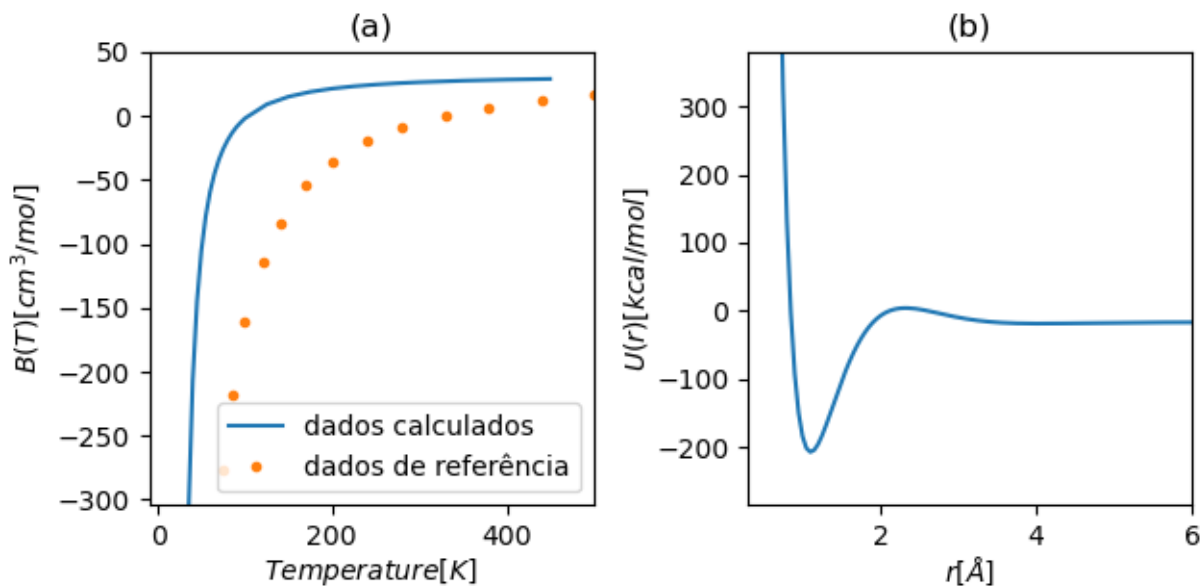 (a)
B(T)[cm³/mol]
50
0
−50
−100
−150
−200
−250
−300
0
200
400
Temperature[K]
dados calculados
dados de referência
(b)
U(r)[kcal/mol]
300
200
100
0
−100
−200
2
4
6
r[Å]